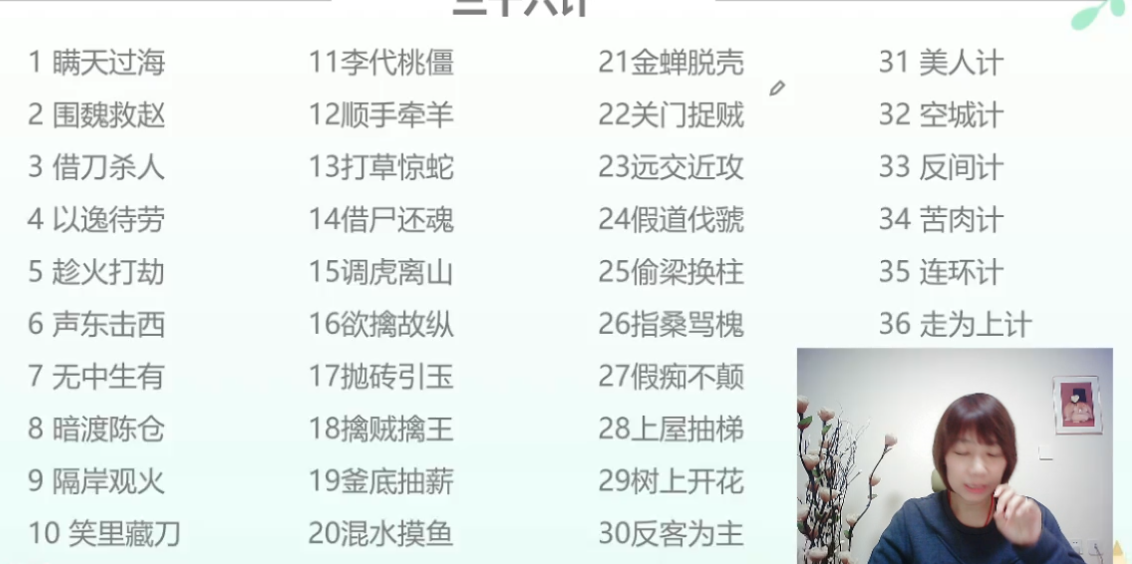 三十六计
1 瞒天过海
2 围魏救赵
3 借刀杀人
4 以逸待劳
5 趁火打劫
6 声东击西
7 无中生有
8 暗渡陈仓
9 隔岸观火
10 笑里藏刀
11李代桃僵
12顺手牵羊
13打草惊蛇
14借尸还魂
15调虎离山
16欲擒故纵
17抛砖引玉
18擒贼擒王
19釜底抽薪
20混水摸鱼
21金蝉脱壳
22关门捉贼
23远交近攻
24假道伐虢
25偷梁换柱
26指桑骂槐
27假痴不颠
28上屋抽梯
29树上开花
30反客为主
31 美人计
32 空城计
33 反间计
34 苦肉计
35 连环计
36 走为上计